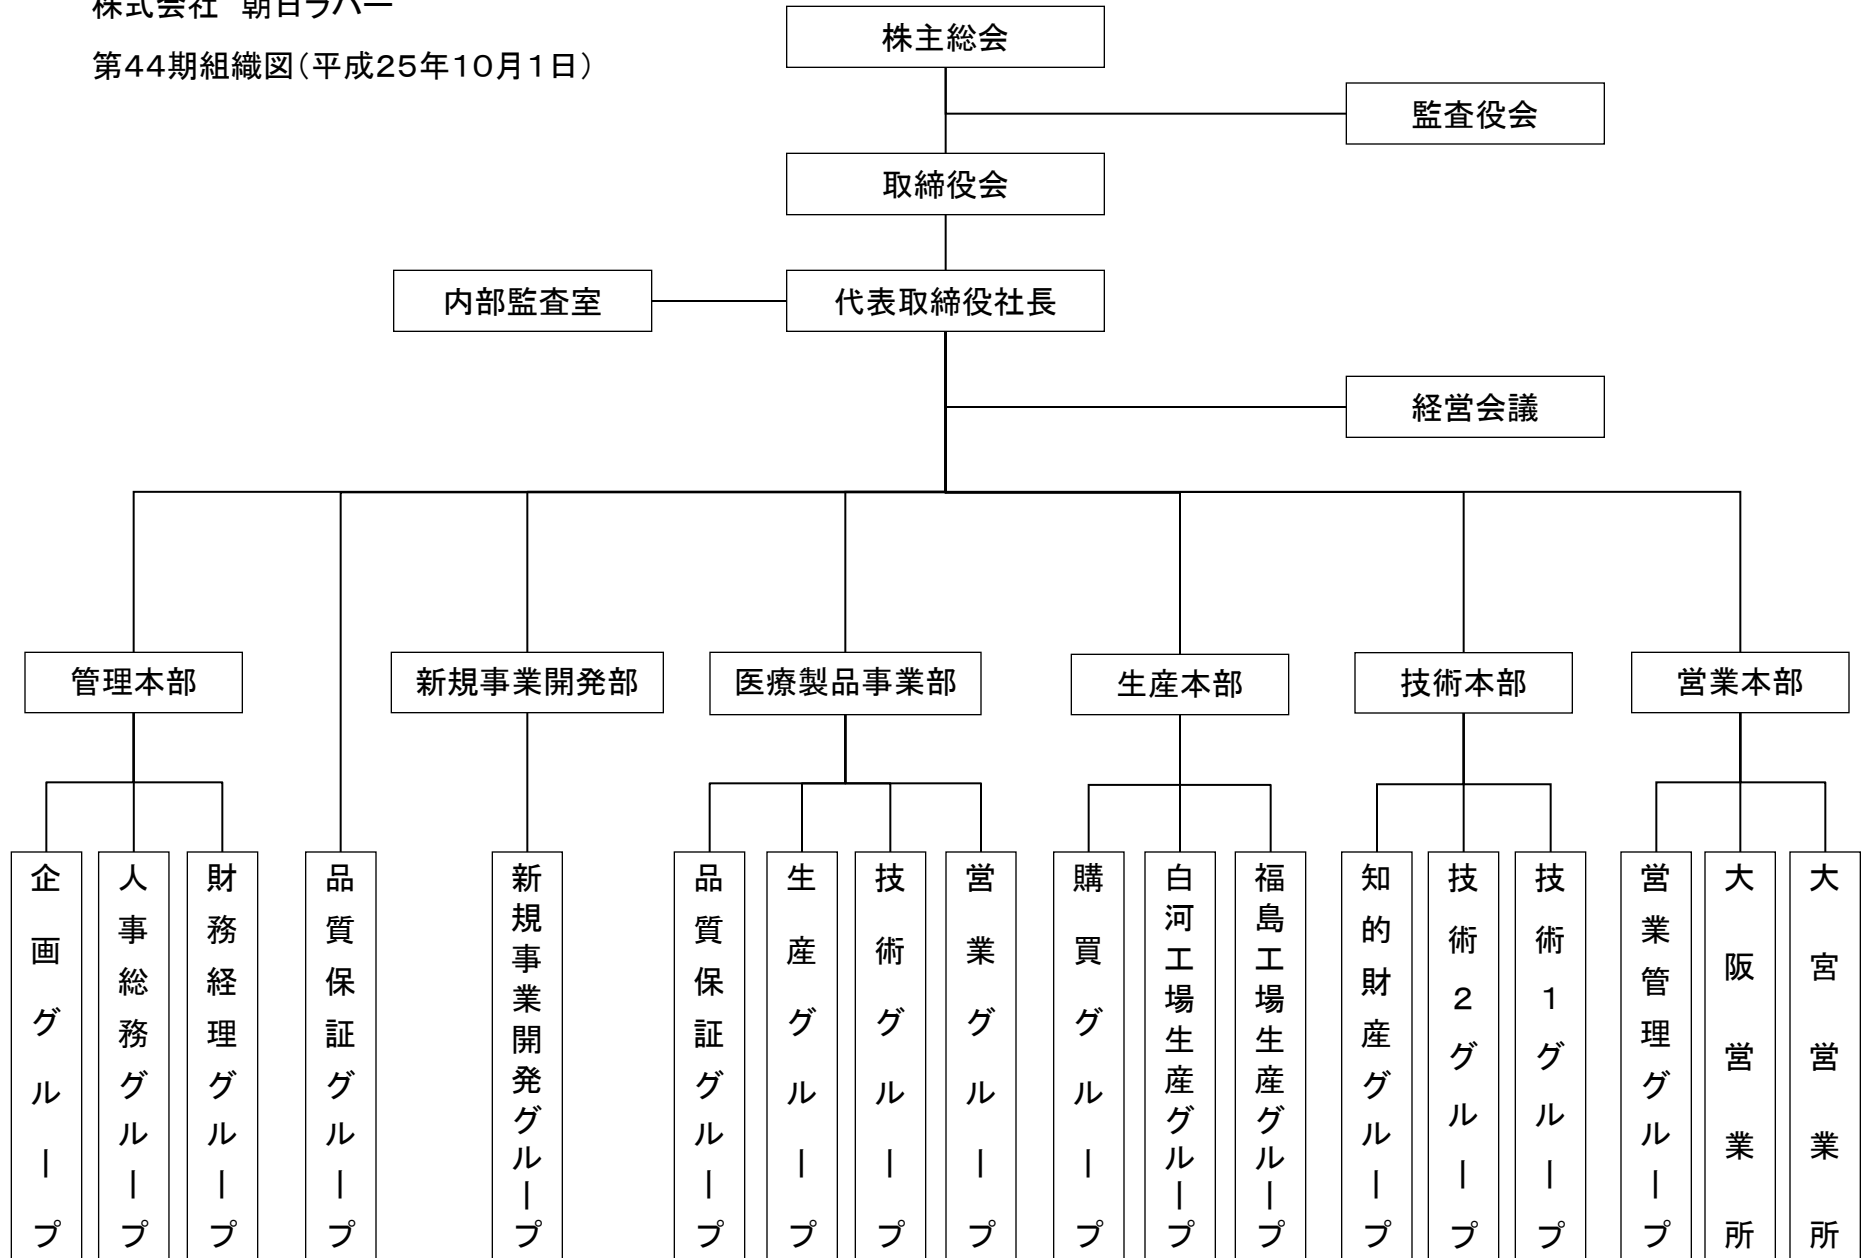 株式会社 朝日ラバー
第44期組織図(平成25年10月1日)
株主総会
監査役会
取締役会
内部監査室
代表取締役社長
経営会議
管理本部
新規事業開発部
医療製品事業部
生産本部
技術本部
営業本部
企画グループ
人事総務グループ
財務経理グループ
品質保証グループ
新規事業開発グループ
品質保証グループ
生産グループ
技術グループ
営業グループ
購買グループ
白河工場生産グループ
福島工場生産グループ
知的財産グループ
技術2グループ
技術1グループ
営業管理グループ
大阪営業所
大宮営業所